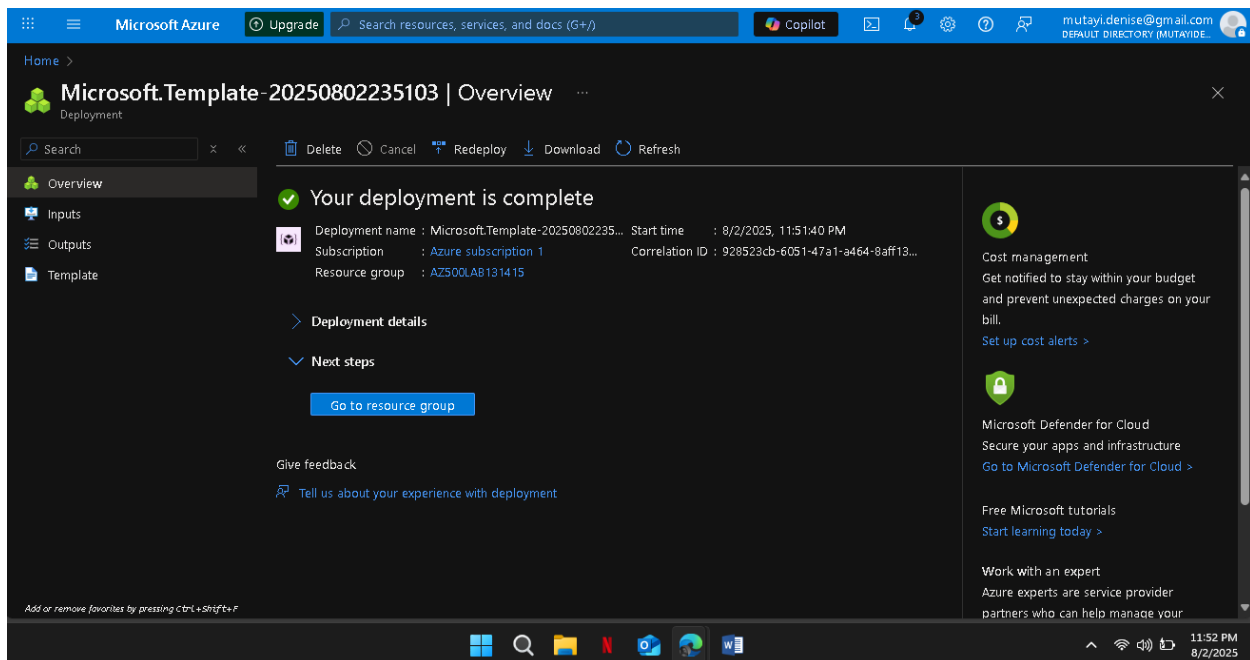 Microsoft Azure
Upgrade
Search resources, services, and docs (G+/)
Copilot
3
mutayi.denise@gmail.com
DEFAULT DIRECTORY (MUTAYIDE...
Home >
Microsoft.Template-20250802235103 | Overview ...
Deployment
Search
Delete Cancel Redeploy Download Refresh
Overview
Inputs
Outputs
Template
Your deployment is complete
Deployment name : Microsoft.Template-20250802235... Start time : 8/2/2025, 11:51:40 PM
Subscription : Azure subscription 1 Correlation ID : 928523cb-6051-47a1-a464-8aff13...
Resource group : AZ500LAB131415
Deployment details
Next steps
Go to resource group
Give feedback
Tell us about your experience with deployment
$
Cost management
Get notified to stay within your budget
and prevent unexpected charges on your
bill.
Set up cost alerts >
Microsoft Defender for Cloud
Secure your apps and infrastructure
Go to Microsoft Defender for Cloud >
Free Microsoft tutorials
Start learning today >
Work with an expert
Azure experts are service provider
partners who can help manage your
Add or remove favorites by pressing Ctrl+Shift+F
11:52 PM
8/2/2025